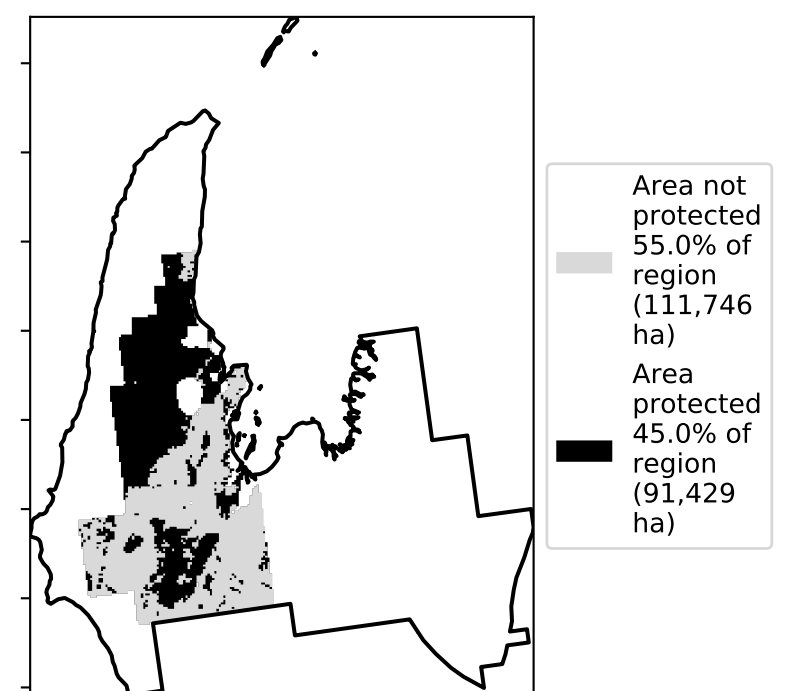 Area not
protected
55.0% of
region
(111,746
ha)
Area
protected
45.0% of
region
(91,429
ha)